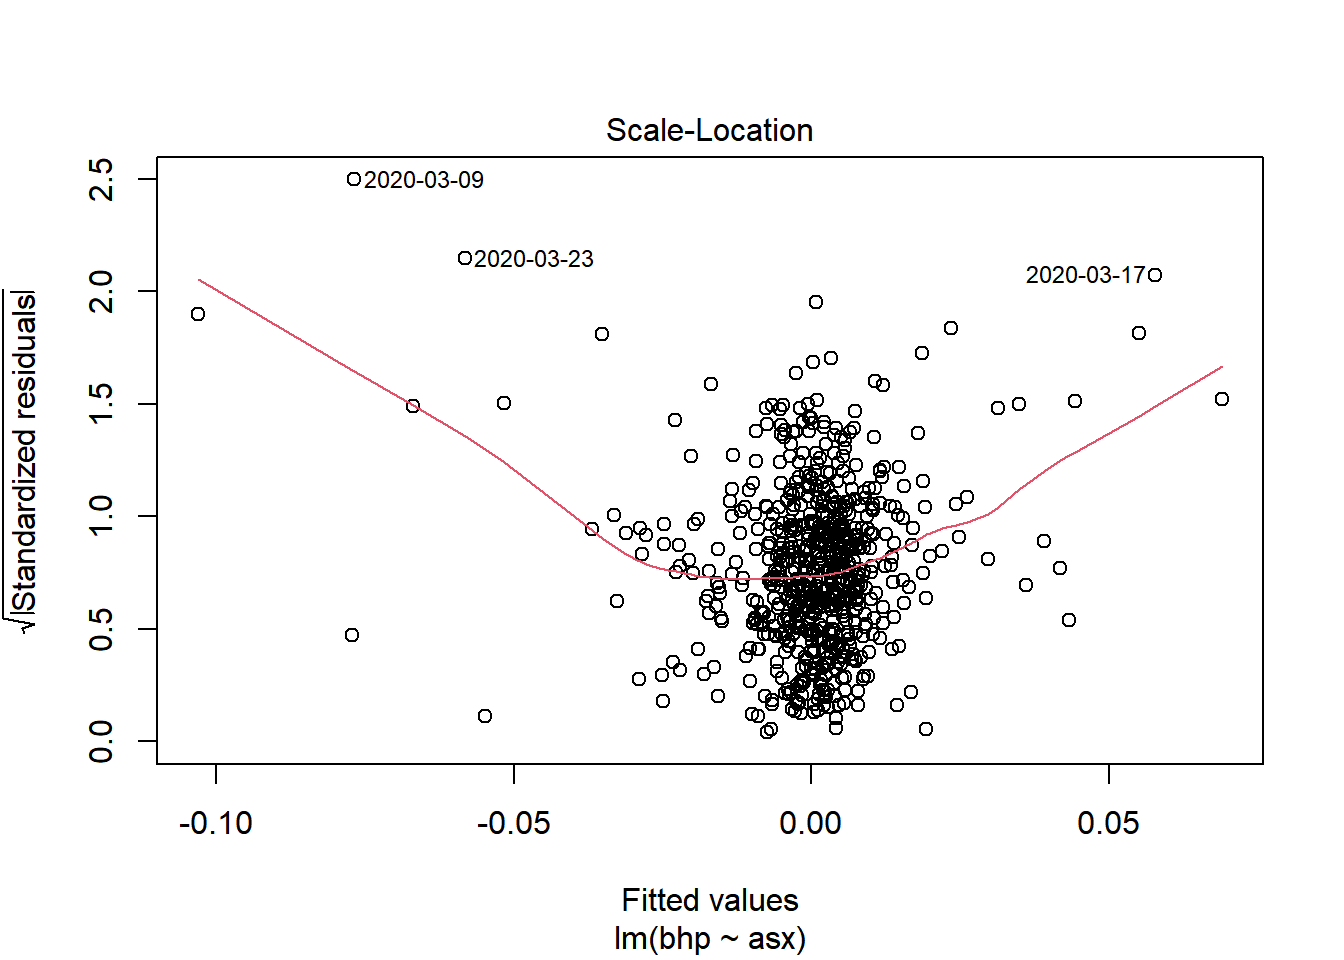 Scale-Location
√|Standardized residuals|
2.5
2.0
1.5
1.0
0.5
0.0
2020-03-09
2020-03-23
2020-03-17
-0.10 -0.05 0.00 0.05
Fitted values
lm(bhp ~ asx)